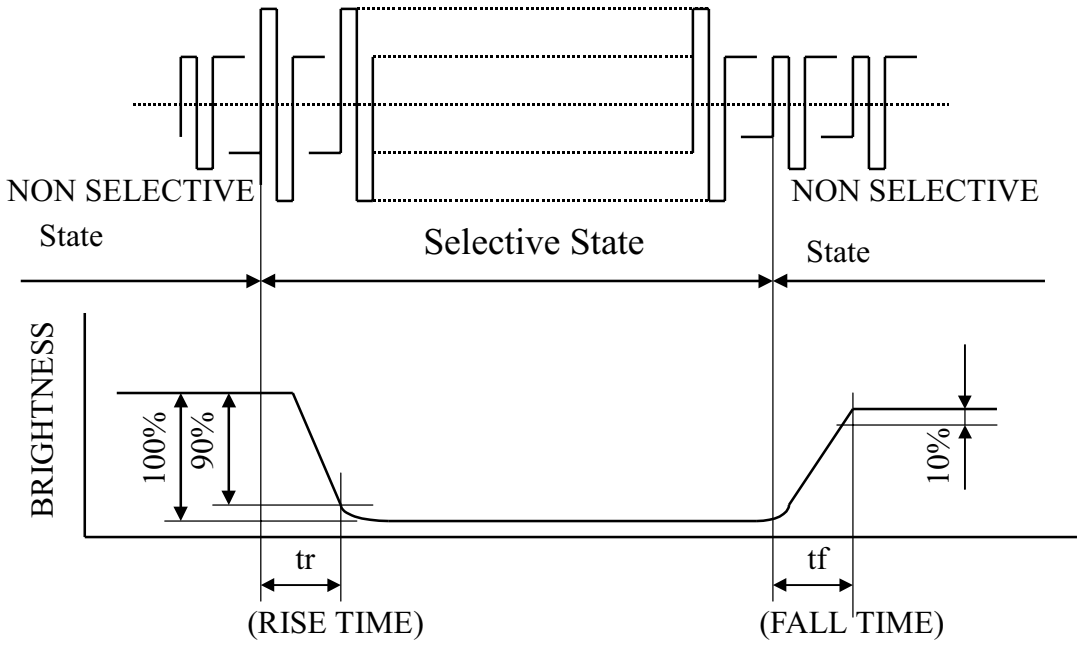 NON SELECTIVE
State
Selective State
NON SELECTIVE
State
BRIGHTNESS
100%
90%
10%
tr
(RISE TIME)
tf
(FALL TIME)